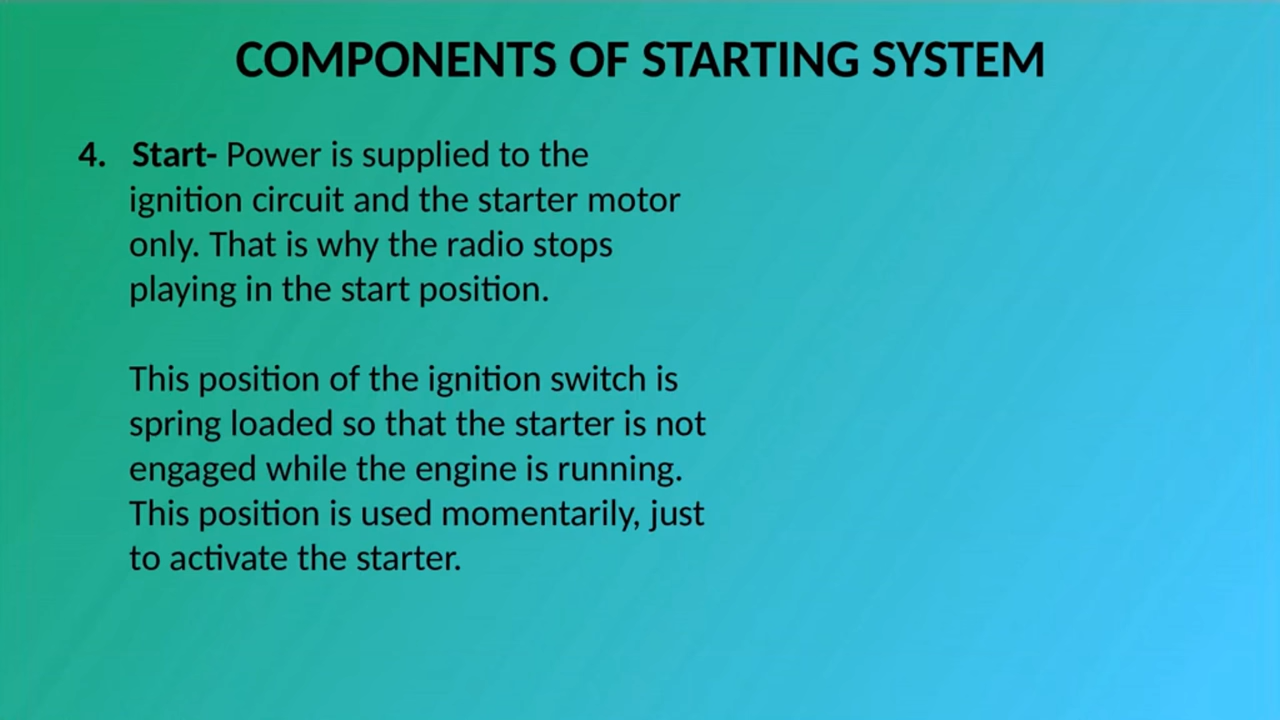 COMPONENTS OF STARTING SYSTEM
4. Start- Power is supplied to the
ignition circuit and the starter motor
only. That is why the radio stops
playing in the start position.
This position of the ignition switch is
spring loaded so that the starter is not
engaged while the engine is running.
This position is used momentarily, just
to activate the starter.